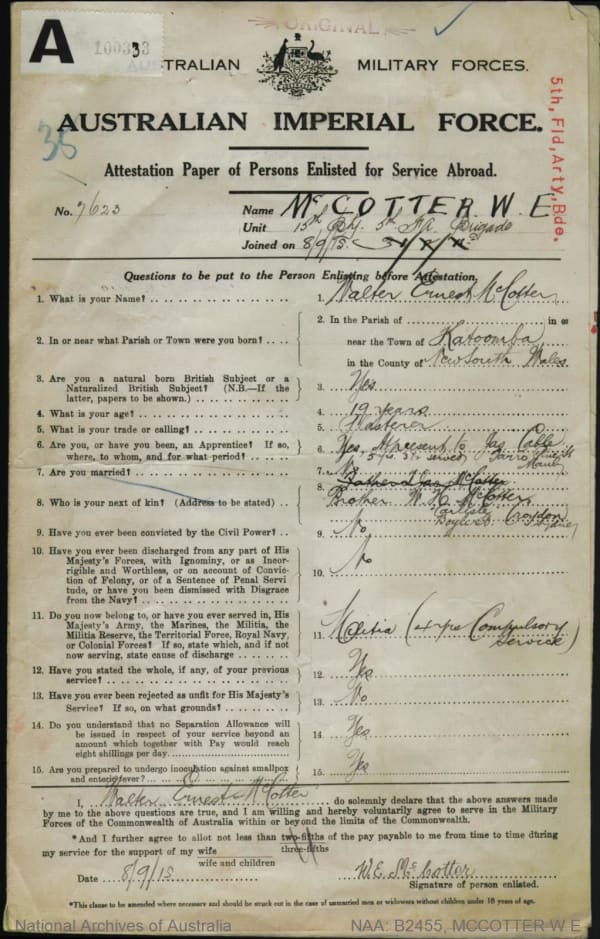 A
100333
ORIGINAL
AUSTRALIAN MILITARY FORCES.
AUSTRALIAN IMPERIAL FORCE.
5th, Fld, Arty, Bde.
38
Attestation Paper of Persons Enlisted for Service Abroad.
No. 7623 Name McCOTTER. W. E
Unit 15th Bty. 5th F.A. Brigade
Joined on 8/9/15.
Questions to be put to the Person Enlisting before Attestation.
1. What is your Name? 1. Walter Ernest McCotter
2. In or near what Parish or Town were you born? 2. In the Parish of in or
near the Town of Katoomba
in the County of New South Wales.
3. Are you a natural born British Subject or a
Naturalized British Subject? (N.B.—If the
latter, papers to be shown.) 3. Yes
4. What is your age? 4. 19 years
5. What is your trade or calling? 5. Plasterer
6. Are you, or have you been, an Apprentice? If so,
where, to whom, and for what period? 6. Yes, At present to Jas
served
7. Are you married? 7. No
8. Who is your next of kin? (Address to be stated) 8. Father McCotter
Brother W. McCotter
Carlisle
Boyle St Croydon
Sydney
9. Have you ever been convicted by the Civil Power? 9. No
10. Have you ever been discharged from any part of His
Majesty's Forces, with Ignominy, or as Incor-
rigible and Worthless, or on account of Convic-
tion of Felony, or of a Sentence of Penal Servi
tude, or have you been dismissed with Disgrace
from the Navy? 10. No
11. Do you now belong to, or have you ever served in, His
Majesty's Army, the Marines, the Militia, the
Militia Reserve, the Territorial Force, Royal Navy,
or Colonial Forces? If so, state which, and if not
now serving, state cause of discharge 11. Militia Compulsory
Service)
12. Have you stated the whole, if any, of your previous
service? 12. Yes
13. Have you ever been rejected as unfit for His Majesty's
Service? If so, on what grounds? 13. No
14. Do you understand that no Separation Allowance will
be issued in respect of your service beyond an
amount which together with Pay would reach
eight shillings per day. 14. Yes
15. Are you prepared to undergo inoculation against smallpox
and enteric fever? 15. Yes
I, Walter Ernest McCotter do solemnly declare that the above answers made
by me to the above questions are true, and I am willing and hereby voluntarily agree to serve in the Military
Forces of the Commonwealth of Australia within or beyond the limits of the Commonwealth.
*And I further agree to allot not less than two-fifths of the pay payable to me from time to time during
three-fifths
my service for the support of my wife
wife and children
Date 8/9/15 W.E. McCotter
Signature of person enlisted.
*This clause to be amended where necessary and should be struck out in the case of unmarried men or widowers without children under 18 years of age.
National Archives of Australia NAA: B2455, MCCOTTER W E